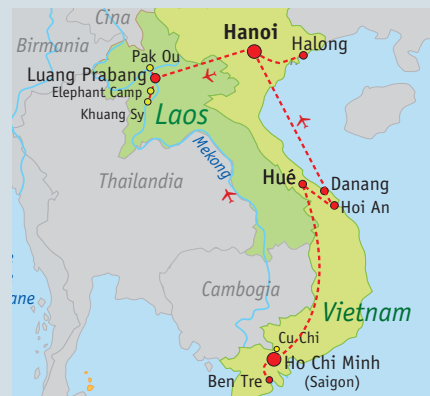 Cina
Birmania
Hanoi
Halong
Pak Ou
Luang Prabang
Elephant Camp
Khuang Sy
Laos
Mekong
Thailandia
Hué
Danang
Hoi An
ane
Cambogia
Vietnam
Cu Chi
Ho Chi Minh
(Saigon)
Ben Tre